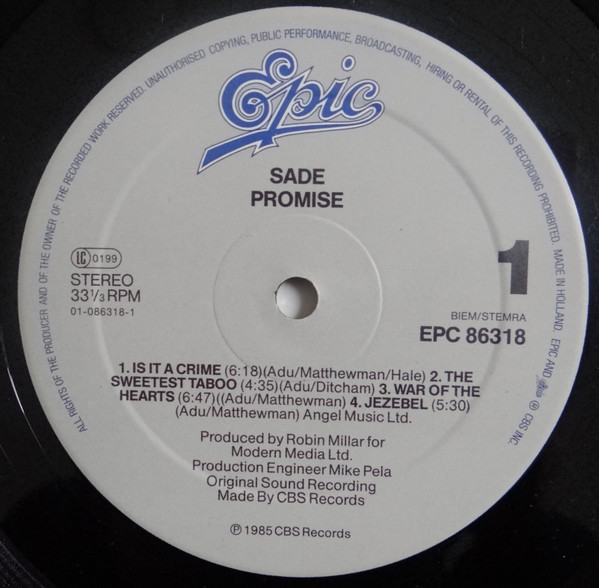 ALL RIGHTS OF THE PRODUCER AND OF THE OWNER OF THE RECORDED WORK RESERVED. UNAUTHORISED COPYING, PUBLIC PERFORMANCE, BROADCASTING, HIRING OR RENTAL OF THIS RECORDING PROHIBITED. MADE IN HOLLAND. EPIC AND ℗ CBS INC.
Epic
SADE
PROMISE
LC 0199
STEREO
33⅓ RPM
01-086318-1
1
BIEM/STEMRA
EPC 86318
1. IS IT A CRIME (6:18)(Adu/Matthewman/Hale) 2. THE
SWEETEST TABOO (4:35)(Adu/Ditcham) 3. WAR OF THE
HEARTS (6:47)((Adu/Matthewman) 4. JEZEBEL (5:30)
(Adu/Matthewman) Angel Music Ltd.
Produced by Robin Millar for
Modern Media Ltd.
Production Engineer Mike Pela
Original Sound Recording
Made By CBS Records
℗ 1985 CBS Records